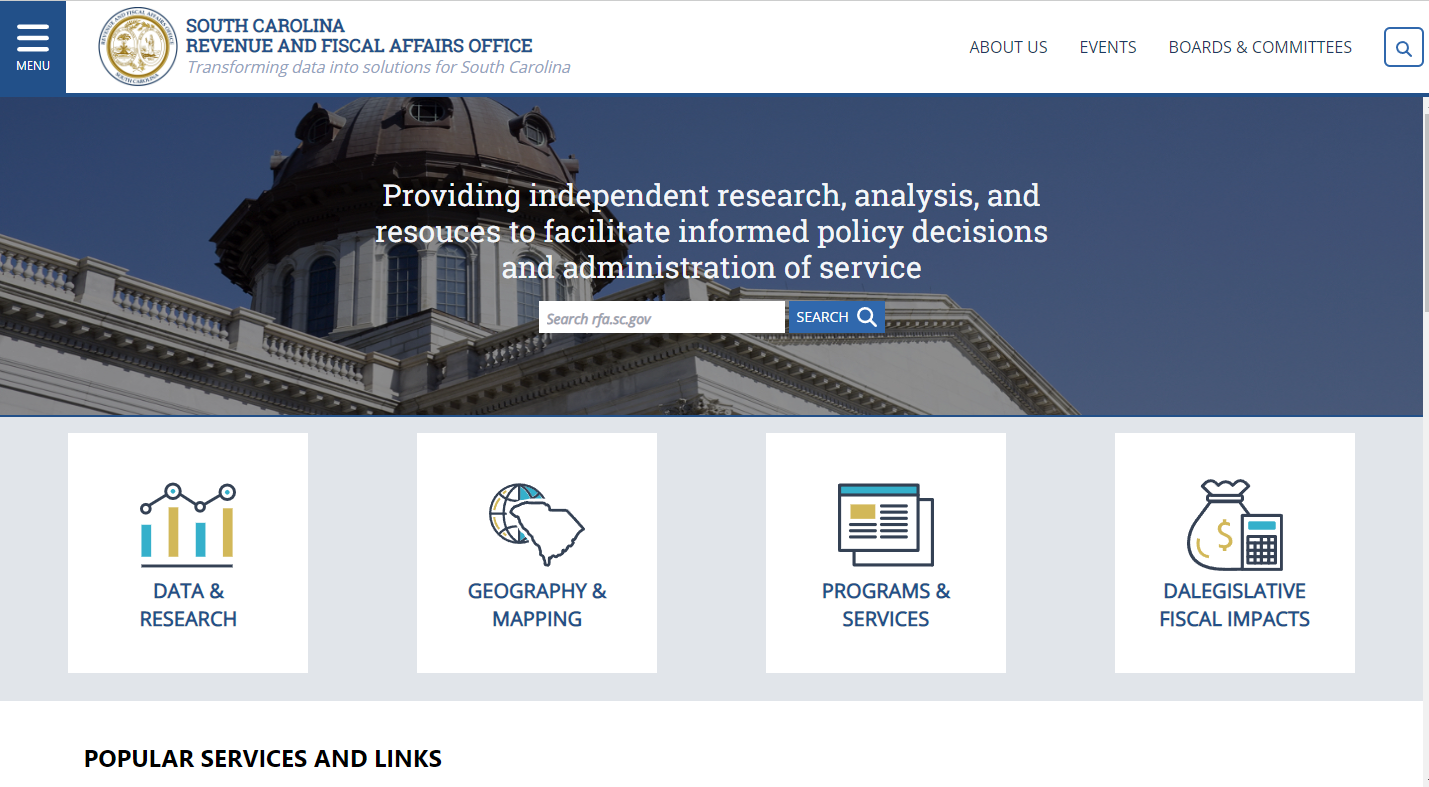 MENU
SOUTH CAROLINA
REVENUE AND FISCAL AFFAIRS OFFICE
Transforming data into solutions for South Carolina
ABOUT US
EVENTS
BOARDS & COMMITTEES
REVENUE AND FISCAL AFFAIRS OFFICE
SOUTH CAROLINA
Providing independent research, analysis, and
resouces to facilitate informed policy decisions
and administration of service
Search rfa.sc.gov
SEARCH
DATA &
RESEARCH
GEOGRAPHY &
MAPPING
PROGRAMS &
SERVICES
$
DALEGISLATIVE
FISCAL IMPACTS
POPULAR SERVICES AND LINKS